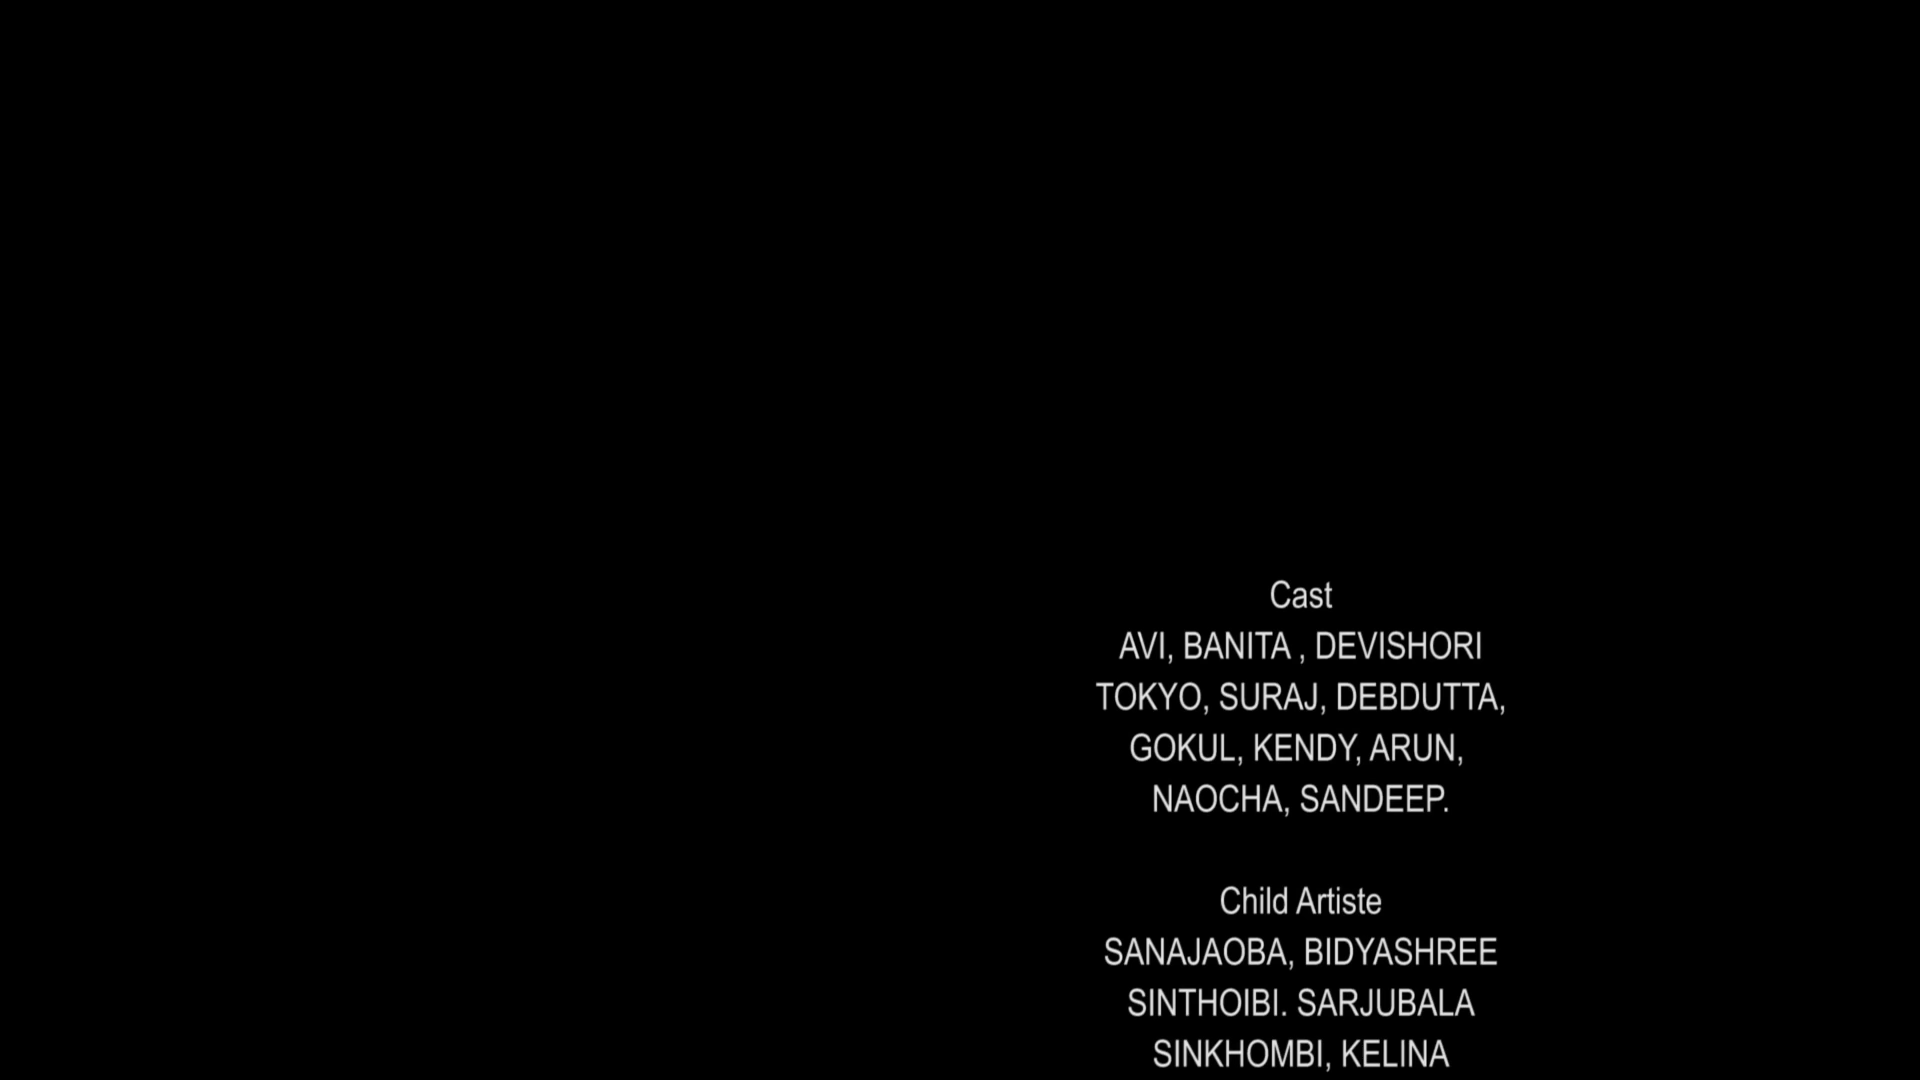 Cast
AVI, BANITA , DEVISHORI
TOKYO, SURAJ, DEBDUTTA,
GOKUL, KENDY, ARUN,
NAOCHA, SANDEEP.
Child Artiste
SANAJAOBA, BIDYASHREE
SINTHOIBI. SARJUBALA
SINKHOMBI, KELINA